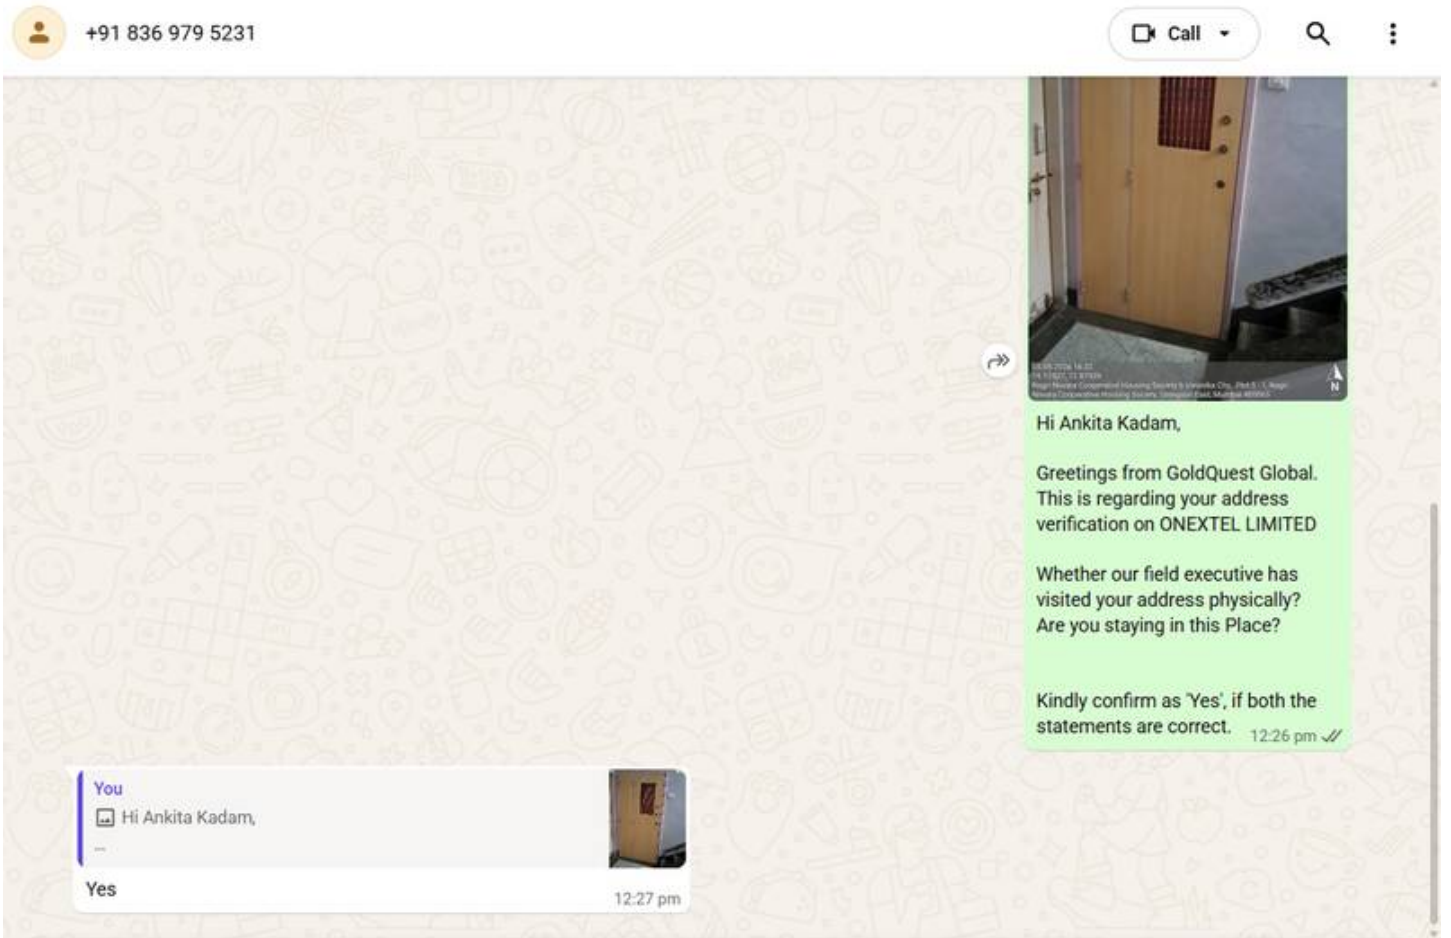 +91 836 979 5231
Call
N
Hi Ankita Kadam,
Greetings from GoldQuest Global.
This is regarding your address
verification on ONEXTEL LIMITED
Whether our field executive has
visited your address physically?
Are you staying in this Place?
Kindly confirm as 'Yes', if both the
statements are correct.
12:26 pm
You
Hi Ankita Kadam,
...
Yes
12:27 pm